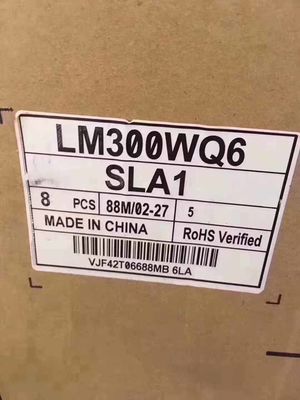 LM300WQ6
SLA1
8 PCS 88M/02-27 5
MADE IN CHINA RoHS Verified
VJF42T06688MB 6LA